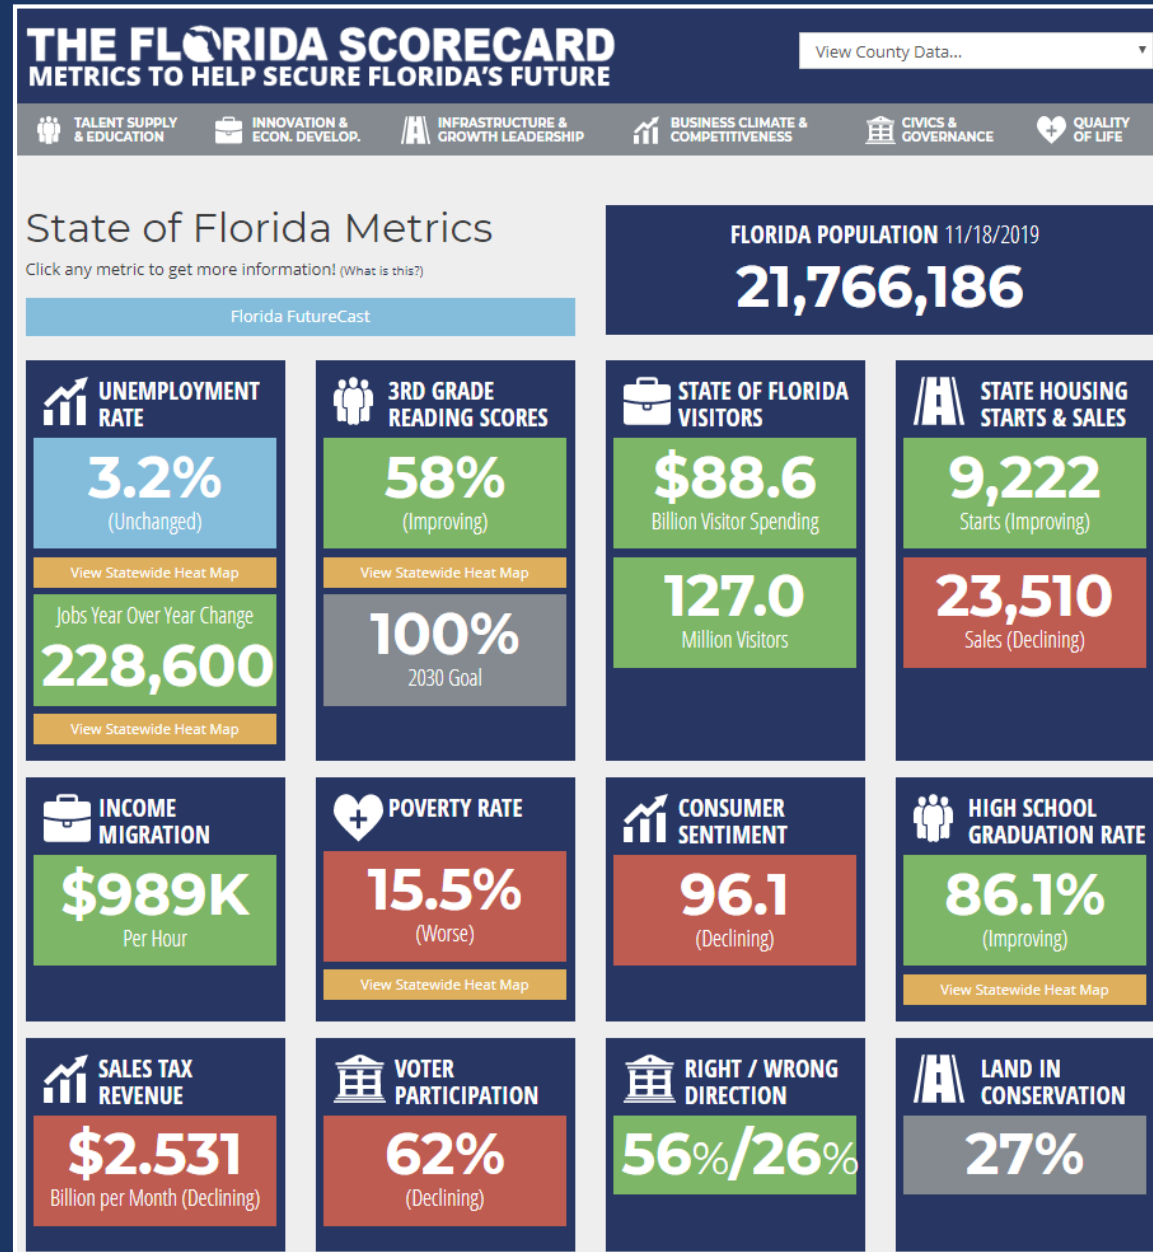 THE FLORIDA SCORECARD
METRICS TO HELP SECURE FLORIDA'S FUTURE
View County Data...
TALENT SUPPLY
& EDUCATION
INNOVATION &
ECON. DEVELOP.
INFRASTRUCTURE &
GROWTH LEADERSHIP
BUSINESS CLIMATE &
COMPETITIVENESS
CIVICS &
GOVERNANCE
QUALITY
OF LIFE
State of Florida Metrics
Click any metric to get more information! (What is this?)
Florida FutureCast
FLORIDA POPULATION 11/18/2019
21,766,186
UNEMPLOYMENT
RATE
3.2%
(Unchanged)
View Statewide Heat Map
Jobs Year Over Year Change
228,600
View Statewide Heat Map
3RD GRADE
READING SCORES
58%
(Improving)
View Statewide Heat Map
100%
2030 Goal
STATE OF FLORIDA
VISITORS
$88.6
Billion Visitor Spending
127.0
Million Visitors
STATE HOUSING
STARTS & SALES
9,222
Starts (Improving)
23,510
Sales (Declining)
INCOME
MIGRATION
$989K
Per Hour
POVERTY RATE
15.5%
(Worse)
View Statewide Heat Map
CONSUMER
SENTIMENT
96.1
(Declining)
HIGH SCHOOL
GRADUATION RATE
86.1%
(Improving)
View Statewide Heat Map
SALES TAX
REVENUE
$2.531
Billion per Month (Declining)
VOTER
PARTICIPATION
62%
(Declining)
RIGHT / WRONG
DIRECTION
56%/26%
LAND IN
CONSERVATION
27%